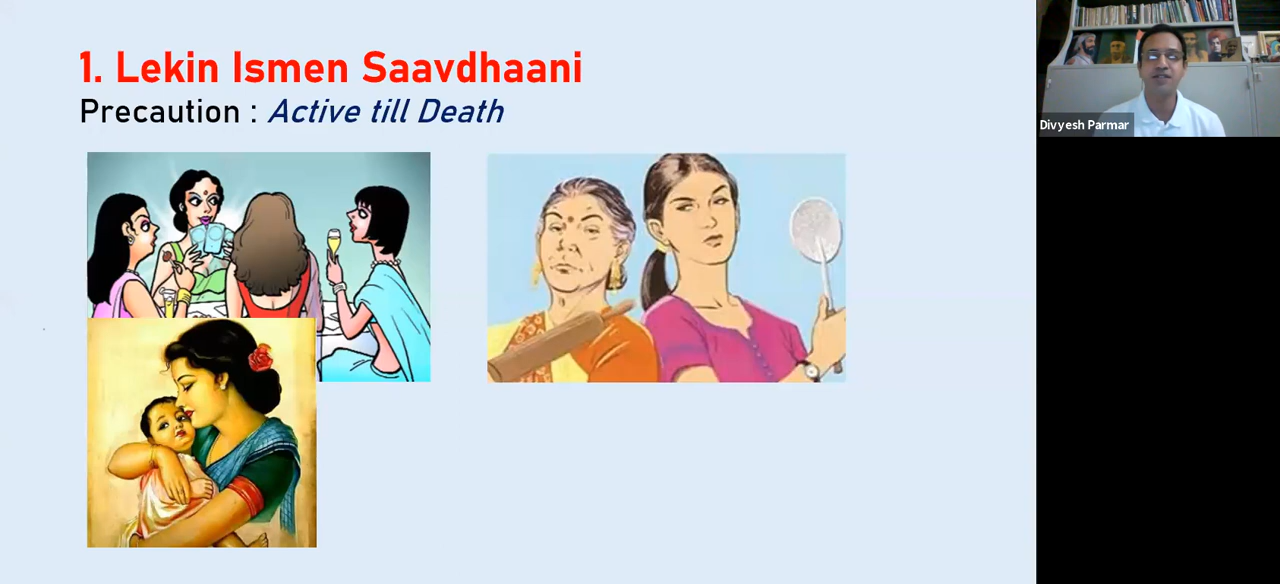 1. Lekin Ismen Saavdhaani
Precaution : Active till Death
Divyesh Parmar